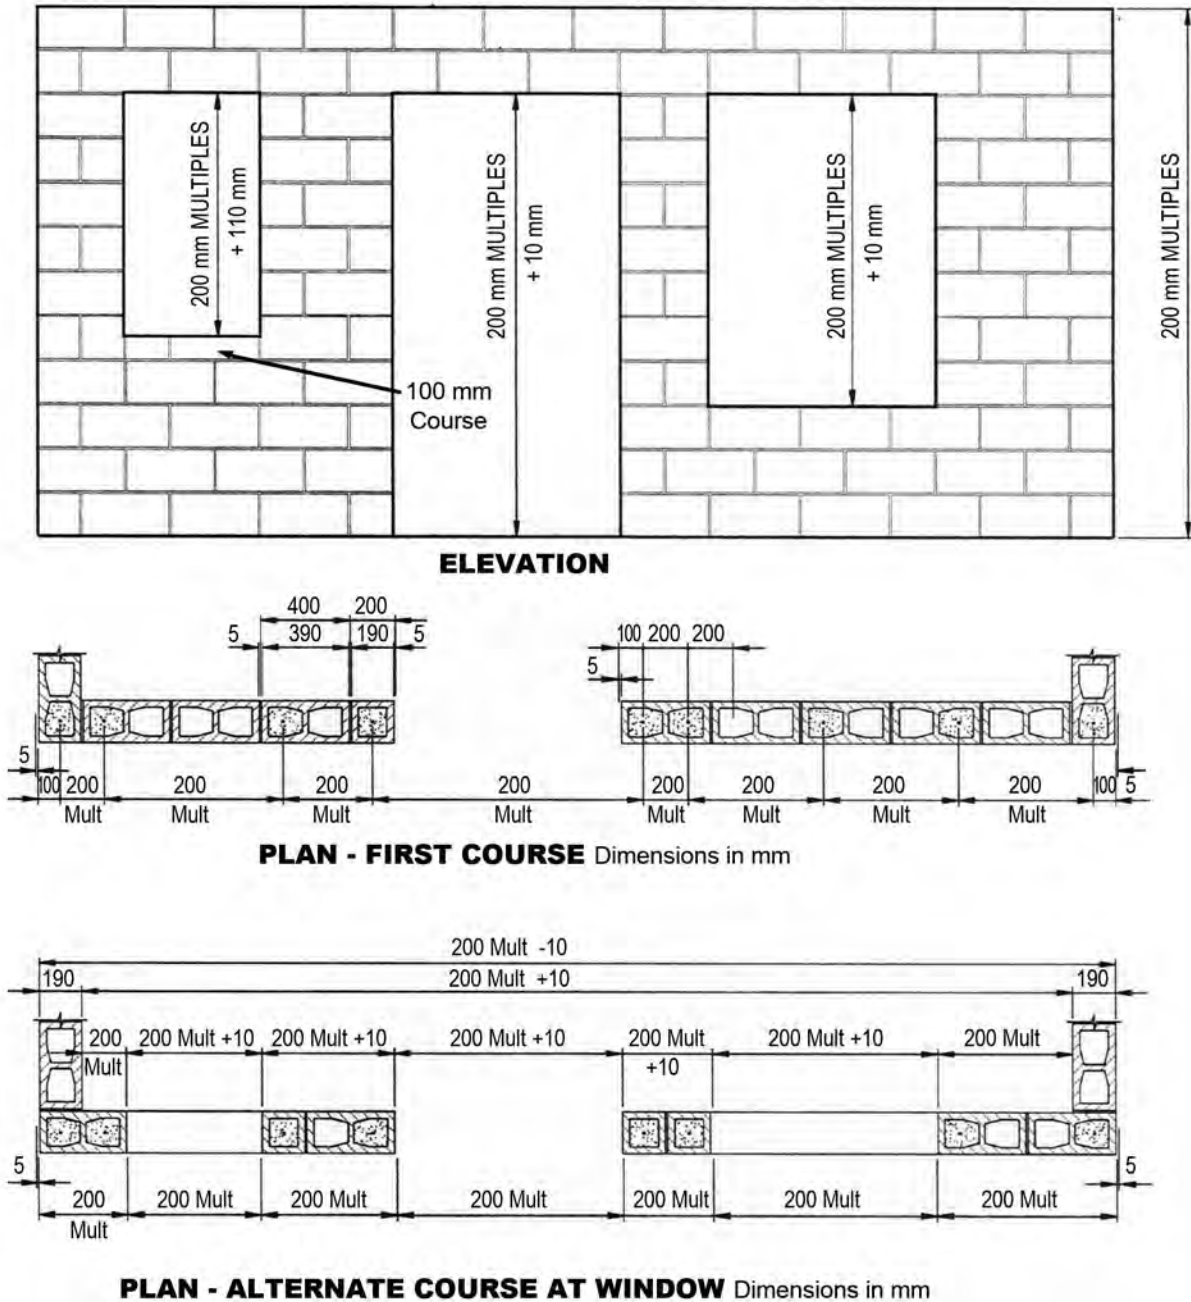 200 mm MULTIPLES
+ 110 mm
200 mm MULTIPLES
+ 10 mm
200 mm MULTIPLES
+ 10 mm
200 mm MULTIPLES
100 mm
Course
ELEVATION
400 200
5 390 190 5
100 200 200
5
5
100 200 200 200 200 200 200 200 200 100 5
Mult Mult Mult Mult Mult Mult Mult Mult
PLAN - FIRST COURSE Dimensions in mm
200 Mult -10
190 200 Mult +10 190
200 200 Mult +10 200 Mult +10 200 Mult +10 200 Mult 200 Mult +10 200 Mult
Mult +10
5 5
200 200 Mult 200 Mult 200 Mult 200 Mult 200 Mult 200 Mult
Mult
PLAN - ALTERNATE COURSE AT WINDOW Dimensions in mm